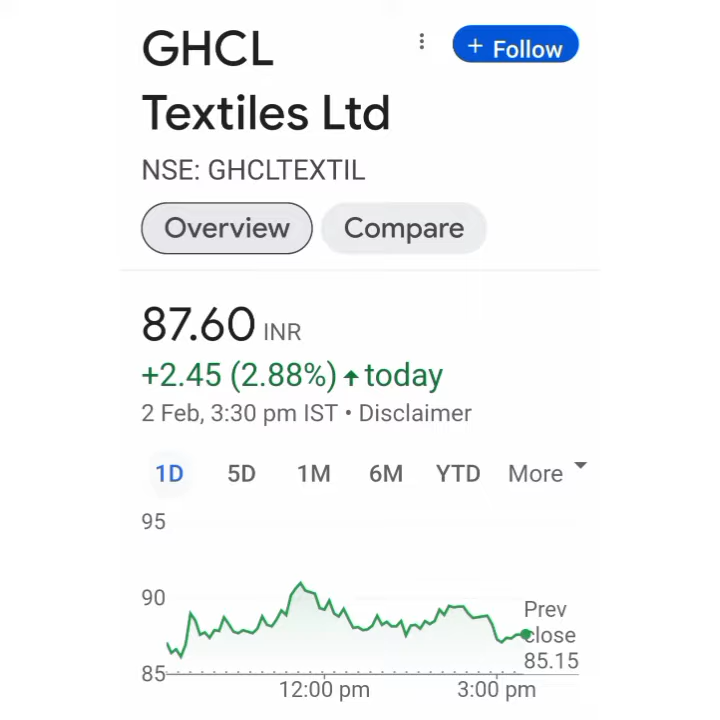 GHCL
+ Follow
Textiles Ltd
NSE: GHCLTEXTIL
Overview Compare
87.60 INR
+2.45 (2.88%) ↑ today
2 Feb, 3:30 pm IST • Disclaimer
1D 5D 1M 6M YTD More
95
90
85
Prev
close
85.15
12:00 pm 3:00 pm